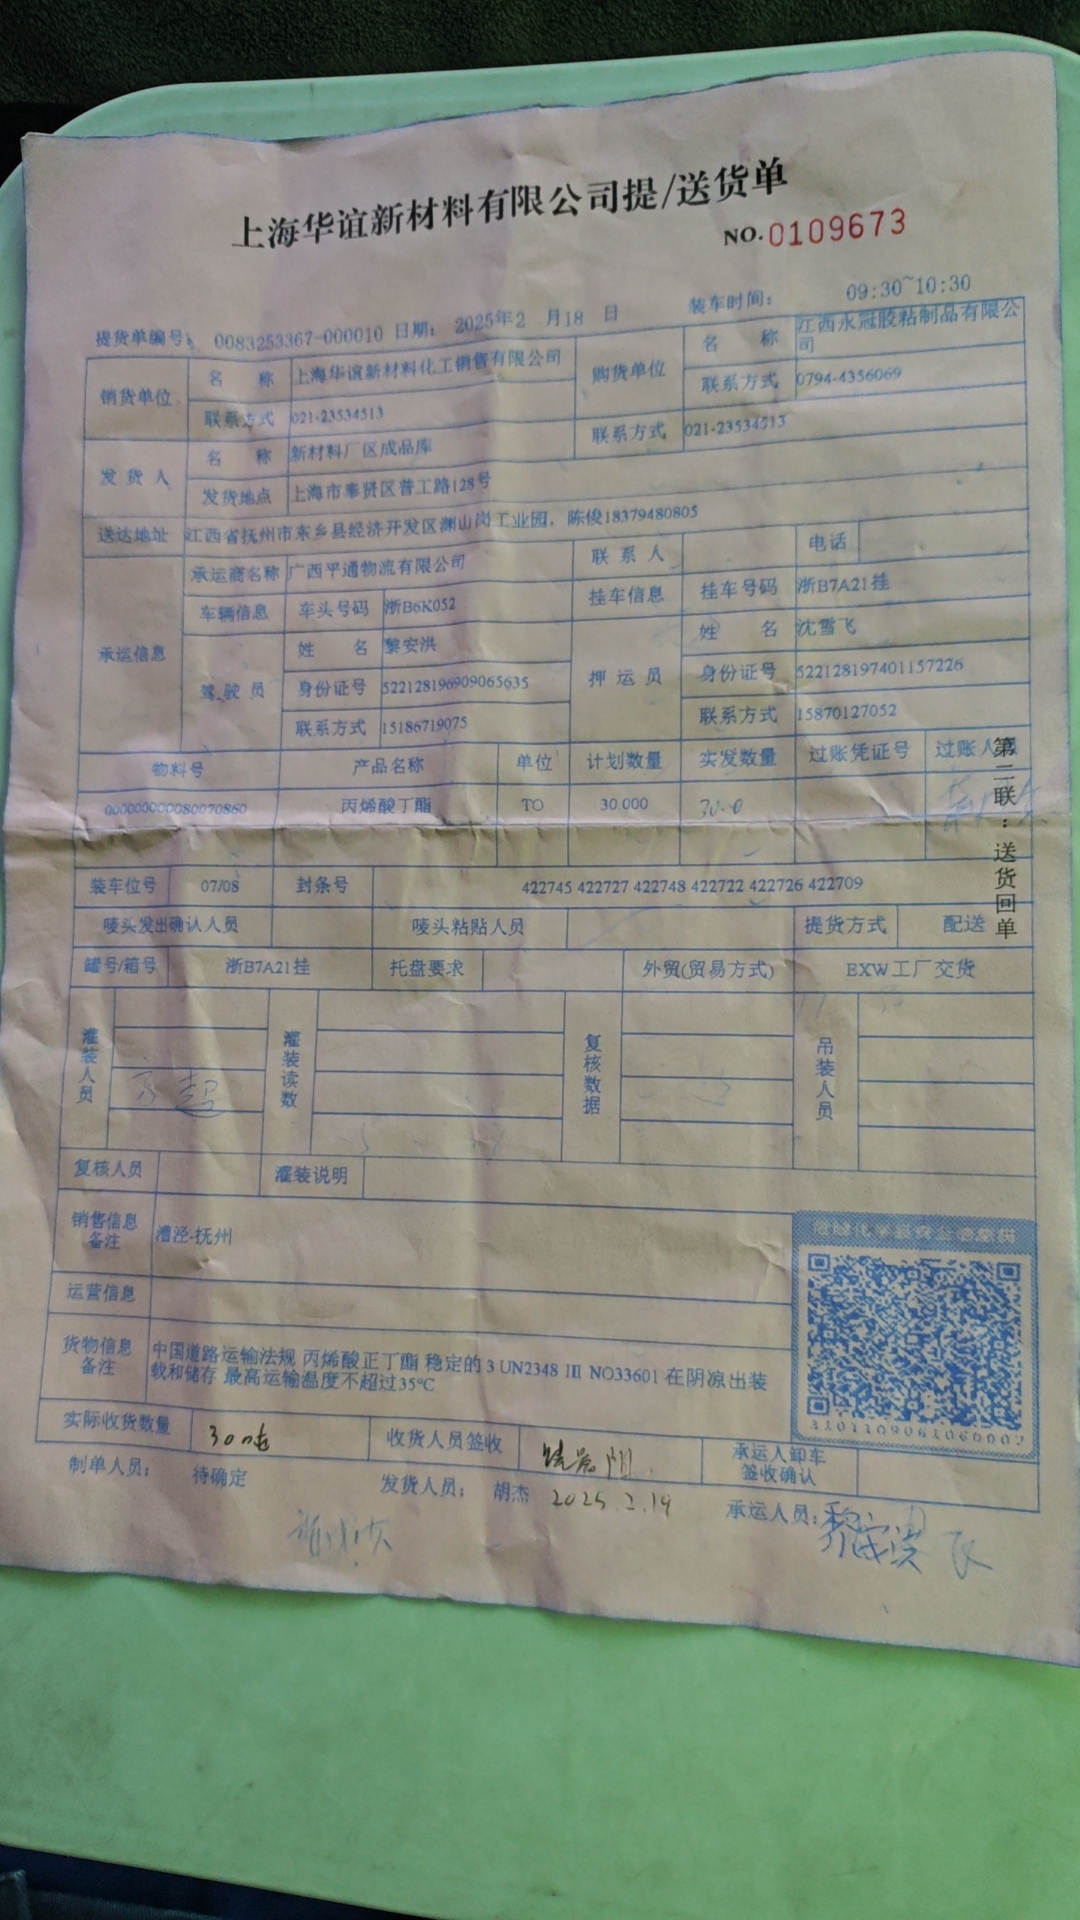 上海华谊新材料有限公司提/送货单
NO.0109673
提货单编号: 0083253367-000010 日期: 2025年2 月18 日 装车时间: 09:30~10:30
销货单位 名 称 上海华谊新材料化工销售有限公司 购货单位 名 称 江西永冠胶粘制品有限公司
联系方式 021-23534513 联系方式 0794-4356069
发 货 人 名 称 新材料厂区成品库 联系方式 021-23534513
发货地点 上海市奉贤区普工路128号
送达地址 江西省抚州市东乡县经济开发区渊山岗工业园，陈俊18379480805
承运信息 承运商名称 广西平通物流有限公司 联 系 人 电话
车辆信息 车头号码 浙B6K052 挂车信息 挂车号码 浙B7A21挂
驾 驶 员 姓 名 黎安洪 押 运 员 姓 名 沈雪飞
身份证号 522128196909065635 身份证号 522128197401157226
联系方式 15186719075 联系方式 15870127052
物料号 产品名称 单位 计划数量 实发数量 过账凭证号 过账人员
000000000080070860 丙烯酸丁酯 TO 30.000 30.0
装车位号 07/08 封条号 422745 422727 422748 422722 422726 422709
唛头发出确认人员 唛头粘贴人员 提货方式 配送
罐号/箱号 浙B7A21挂 托盘要求 外贸(贸易方式) EXW工厂交货
第二联：送货回单
灌装人员 灌装读数 复核数据 吊装人员
复核人员 灌装说明
销售信息备注 漕泾-抚州
运营信息
货物信息备注 中国道路运输法规 丙烯酸正丁酯 稳定的 3 UN2348 III NO33601 在阴凉出装
载和储存 最高运输温度不超过35℃
3101109061060002
实际收货数量 30吨 收货人员签收 承运人卸车签收确认
制单人员: 待确定 发货人员: 胡杰 2025.2.19 承运人员: 黎安洪